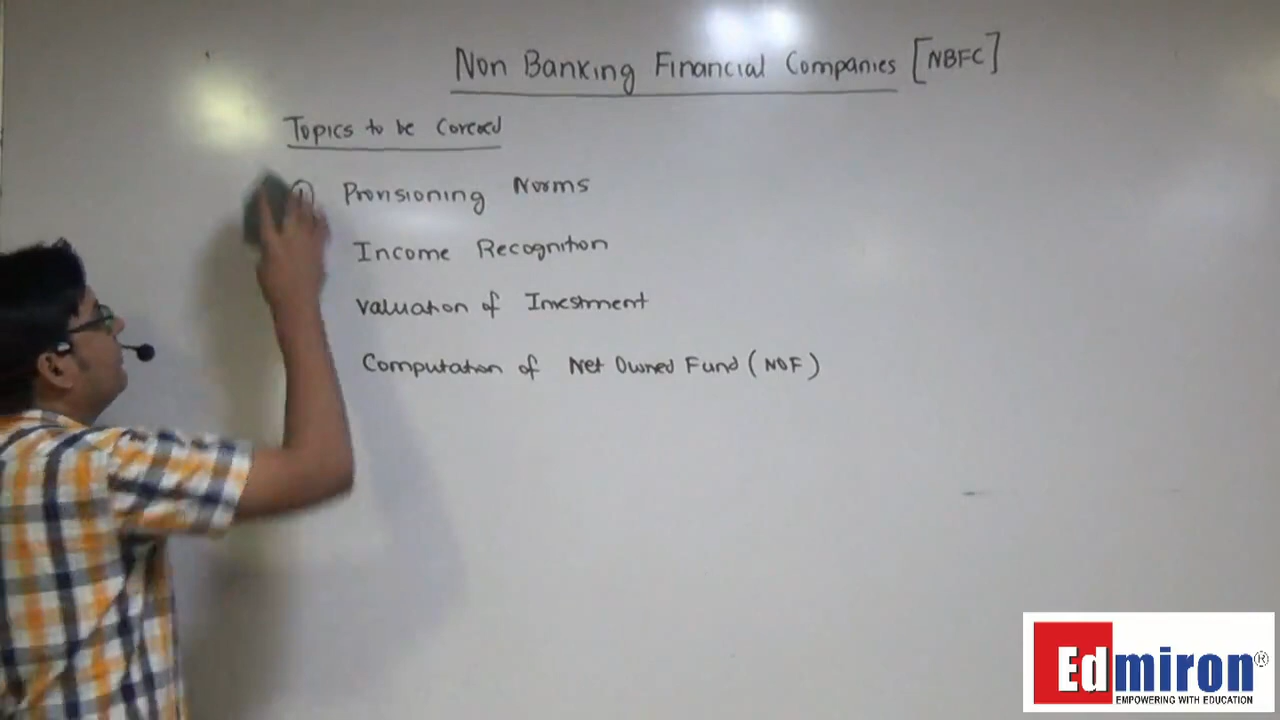 Non Banking Financial Companies [NBFC]
Topics to be Covered
① Provisioning Norms
Income Recognition
Valuation of Investment
Computation of Net Owned Fund (NOF)
Edmiron®
EMPOWERING WITH EDUCATION